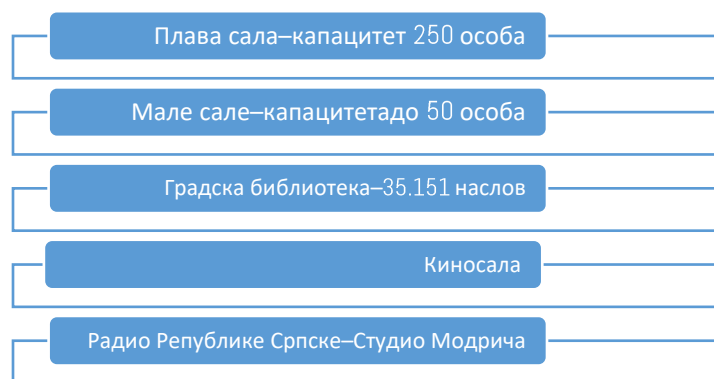 Плава сала–капацитет 250 особа
Мале сале–капацитетадо 50 особа
Градска библиотека–35.151 наслов
Киносала
Радио Републике Српске–Студио Модрича